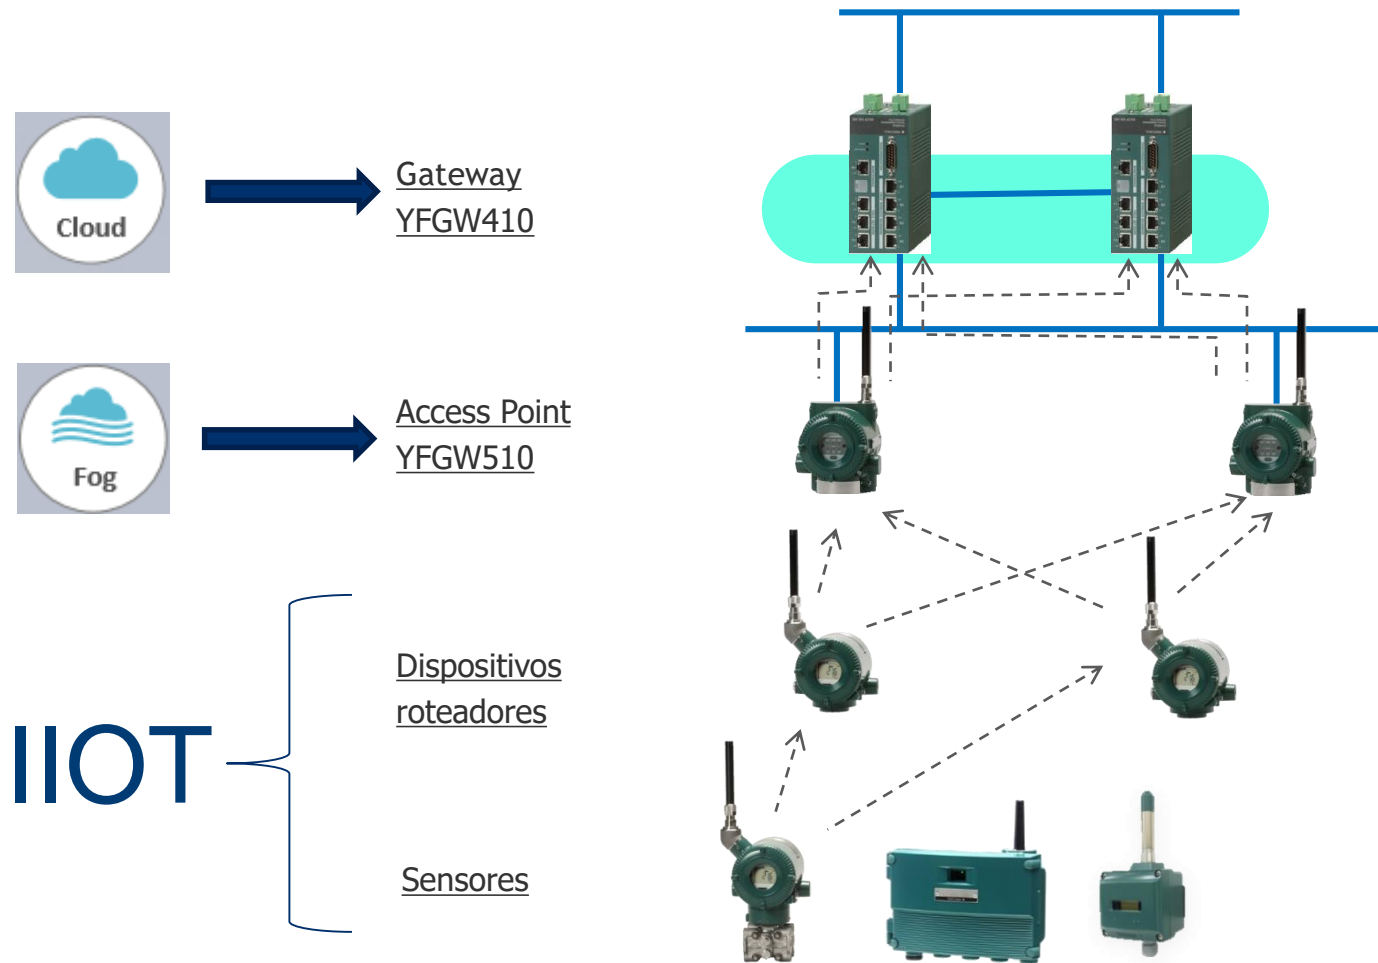 Cloud
Gateway
YFGW410
Fog
Access Point
YFGW510
IIOT
Dispositivos
roteadores
Sensores